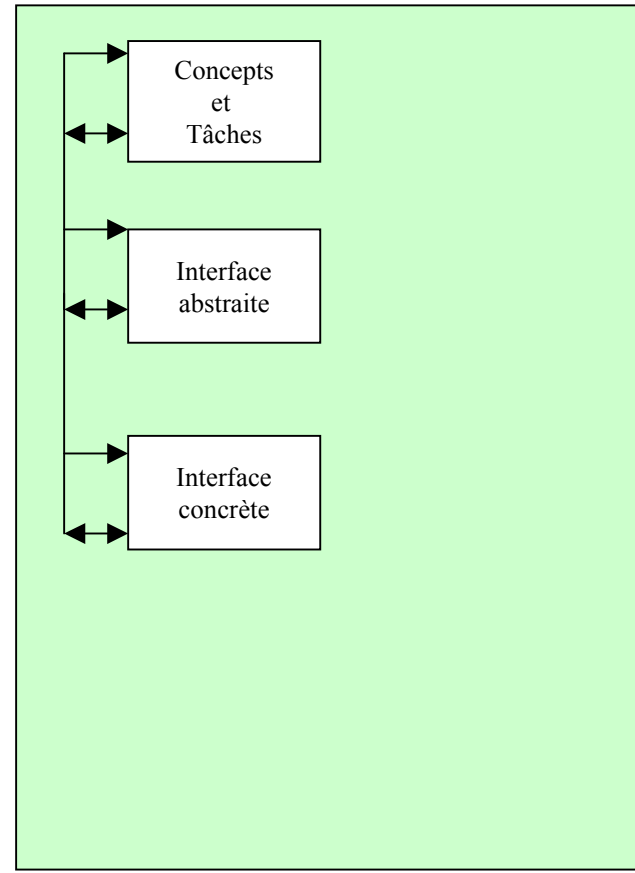 Concepts
et
Tâches
Interface
abstraite
Interface
concrète